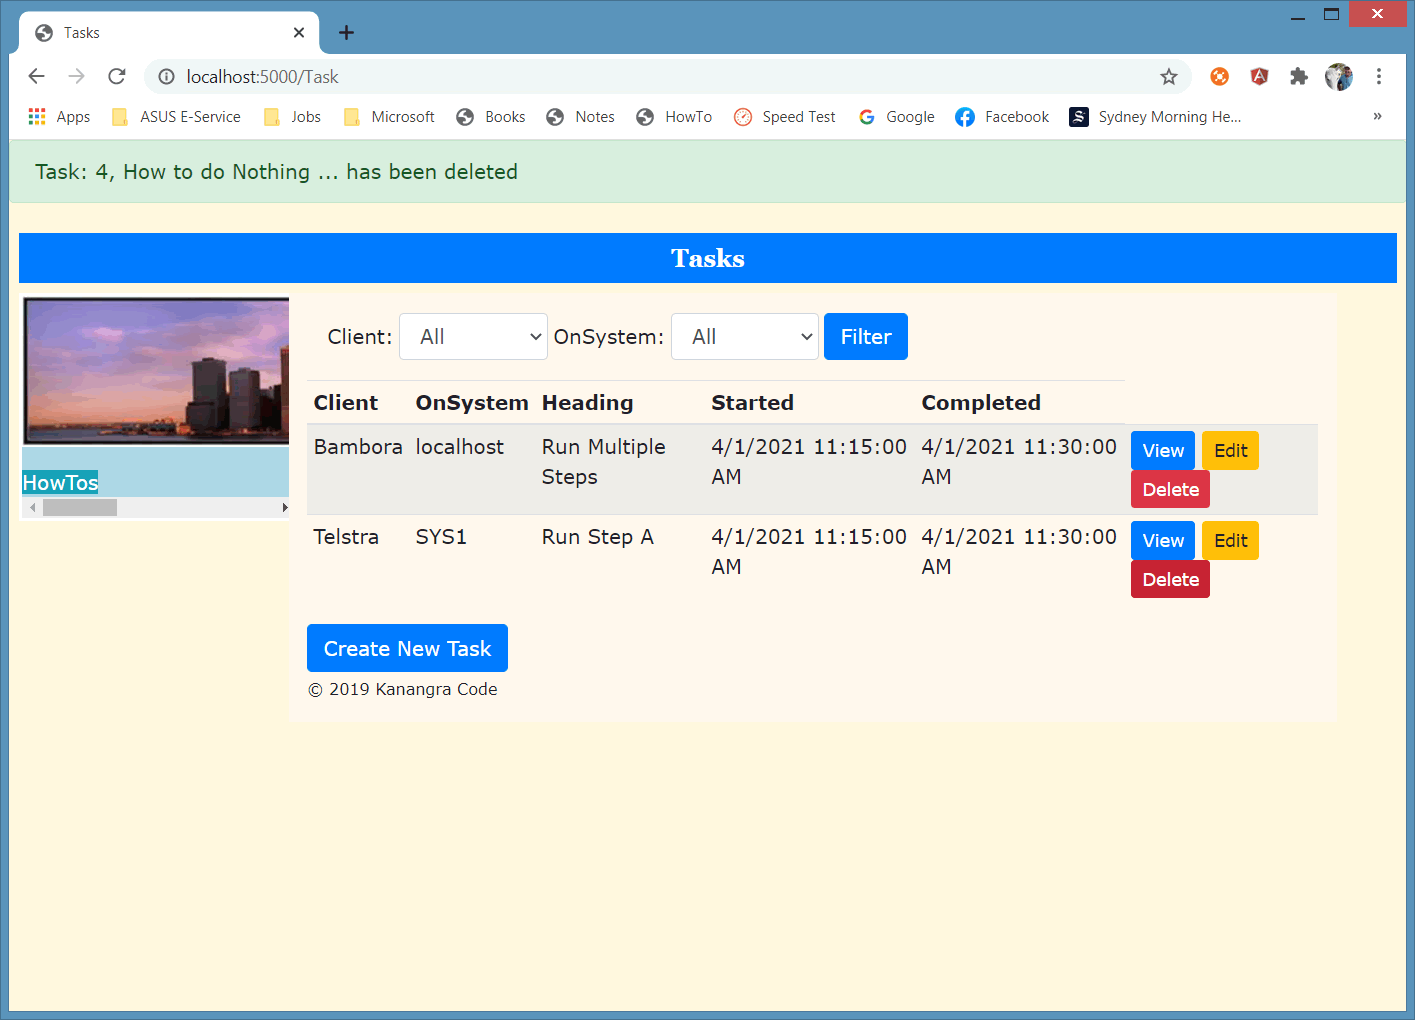 Tasks
localhost:5000/Task
Apps ASUS E-Service Jobs Microsoft Books Notes HowTo Speed Test Google Facebook Sydney Morning He... »
Task: 4, How to do Nothing ... has been deleted
Tasks
Client: All OnSystem: All Filter
Client OnSystem Heading Started Completed
Bambora localhost Run Multiple 4/1/2021 11:15:00 4/1/2021 11:30:00 View Edit
Steps AM AM
Delete
HowTos
Telstra SYS1 Run Step A 4/1/2021 11:15:00 4/1/2021 11:30:00 View Edit
AM AM
Delete
Create New Task
© 2019 Kanangra Code